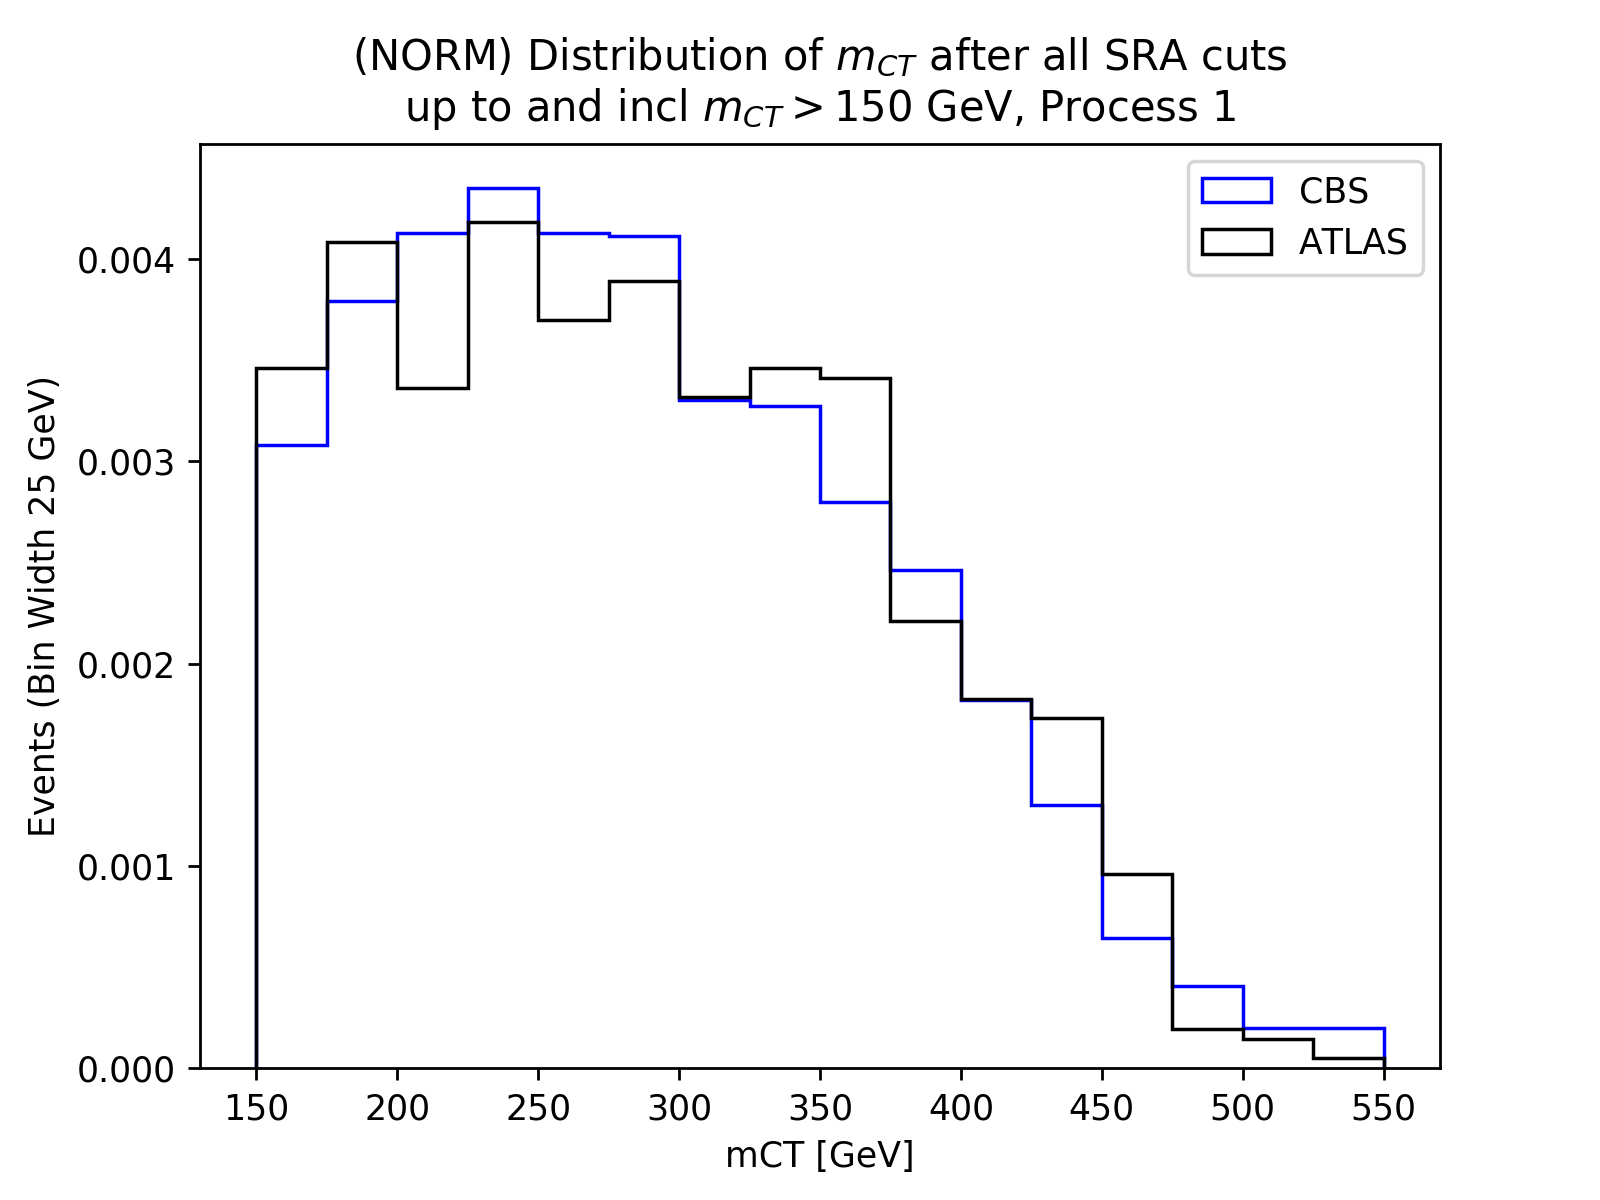 (NORM) Distribution of m_CT after all SRA cuts
up to and incl m_CT > 150 GeV, Process 1
CBS
ATLAS
Events (Bin Width 25 GeV)
0.004
0.003
0.002
0.001
0.000
150 200 250 300 350 400 450 500 550
mCT [GeV]